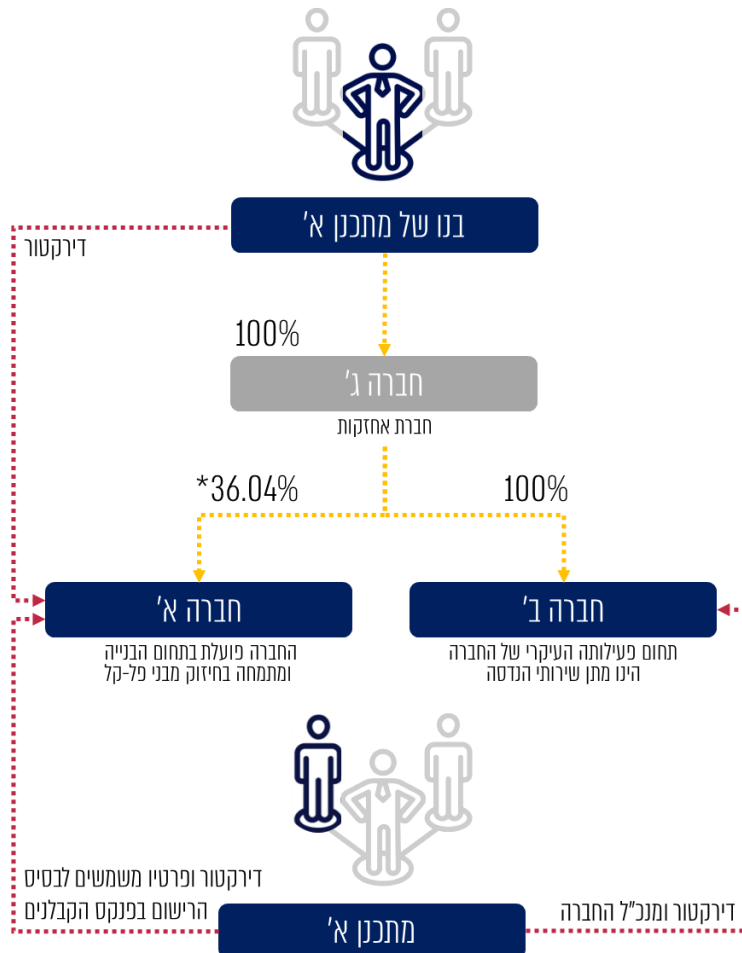 בנו של מתכנן א'
דירקטור
100%
חברה ג'
חברת אחזקות
*36.04%
100%
חברה א'
החברה פועלת בתחום הבנייה
ומתמחה בחיזוק מבני פל-קל
חברה ב'
תחום פעילותה העיקרי של החברה
הינו מתן שירותי הנדסה
דירקטור ופרטיו משמשים לבסיס
הרישום בפנקס הקבלנים
מתכנן א'
דירקטור ומנכ"ל החברה